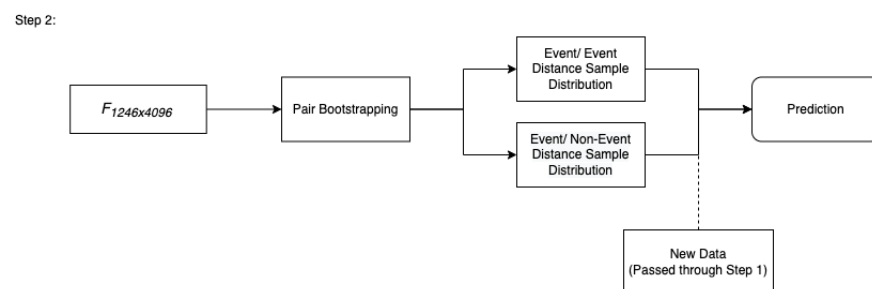 Step 2:
F1246x4096
Pair Bootstrapping
Event/ Event
Distance Sample
Distribution
Event/ Non-Event
Distance Sample
Distribution
Prediction
New Data
(Passed through Step 1)